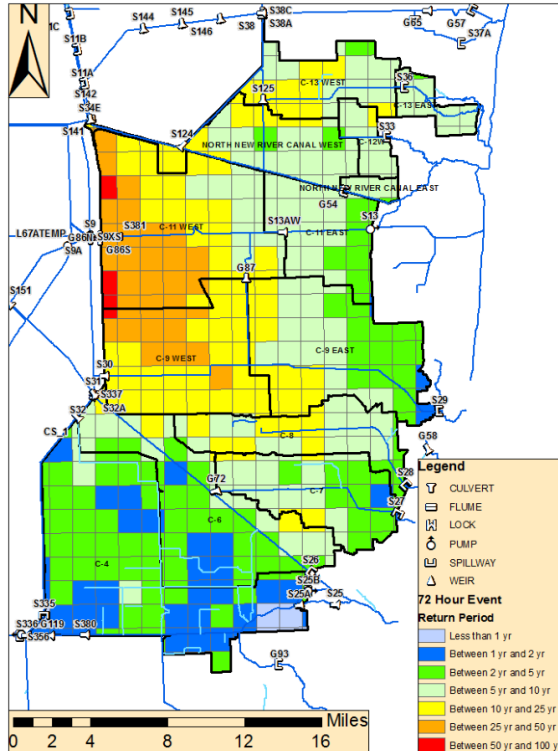 N
1C
S11B
S11A
S142
S34E
S141
S144
S145
S146
S38
S38C
S38A
G65
G57
S37A
S125
C-13 WEST
S36
C-13 EAST
S124
S33
C-12W
NORTH NEW RIVER CANAL WEST
NORTH NEW RIVER CANAL EAST
G54
S9
S381
L67ATEMP
S9XS
S9A
G86S
C-11 WEST
S13AW
C-11 EAST
S13
G87
S151
S30
S31
S337
S32
S32A
CS_1
C-9 WEST
C-9 EAST
S29
C-8
G58
S28
S27
G72
C-7
C-6
C-4
S26
S25B
S25A
S25
S335
S336
G119
S356
S380
G93
Legend
CULVERT
FLUME
LOCK
PUMP
SPILLWAY
WEIR
72 Hour Event
Return Period
Less than 1 yr
Between 1 yr and 2 yr
Between 2 yr and 5 yr
Between 5 yr and 10 yr
Between 10 yr and 25 yr
Between 25 yr and 50 yr
Between 50 yr and 100 yr
Miles
0 2 4 8 12 16